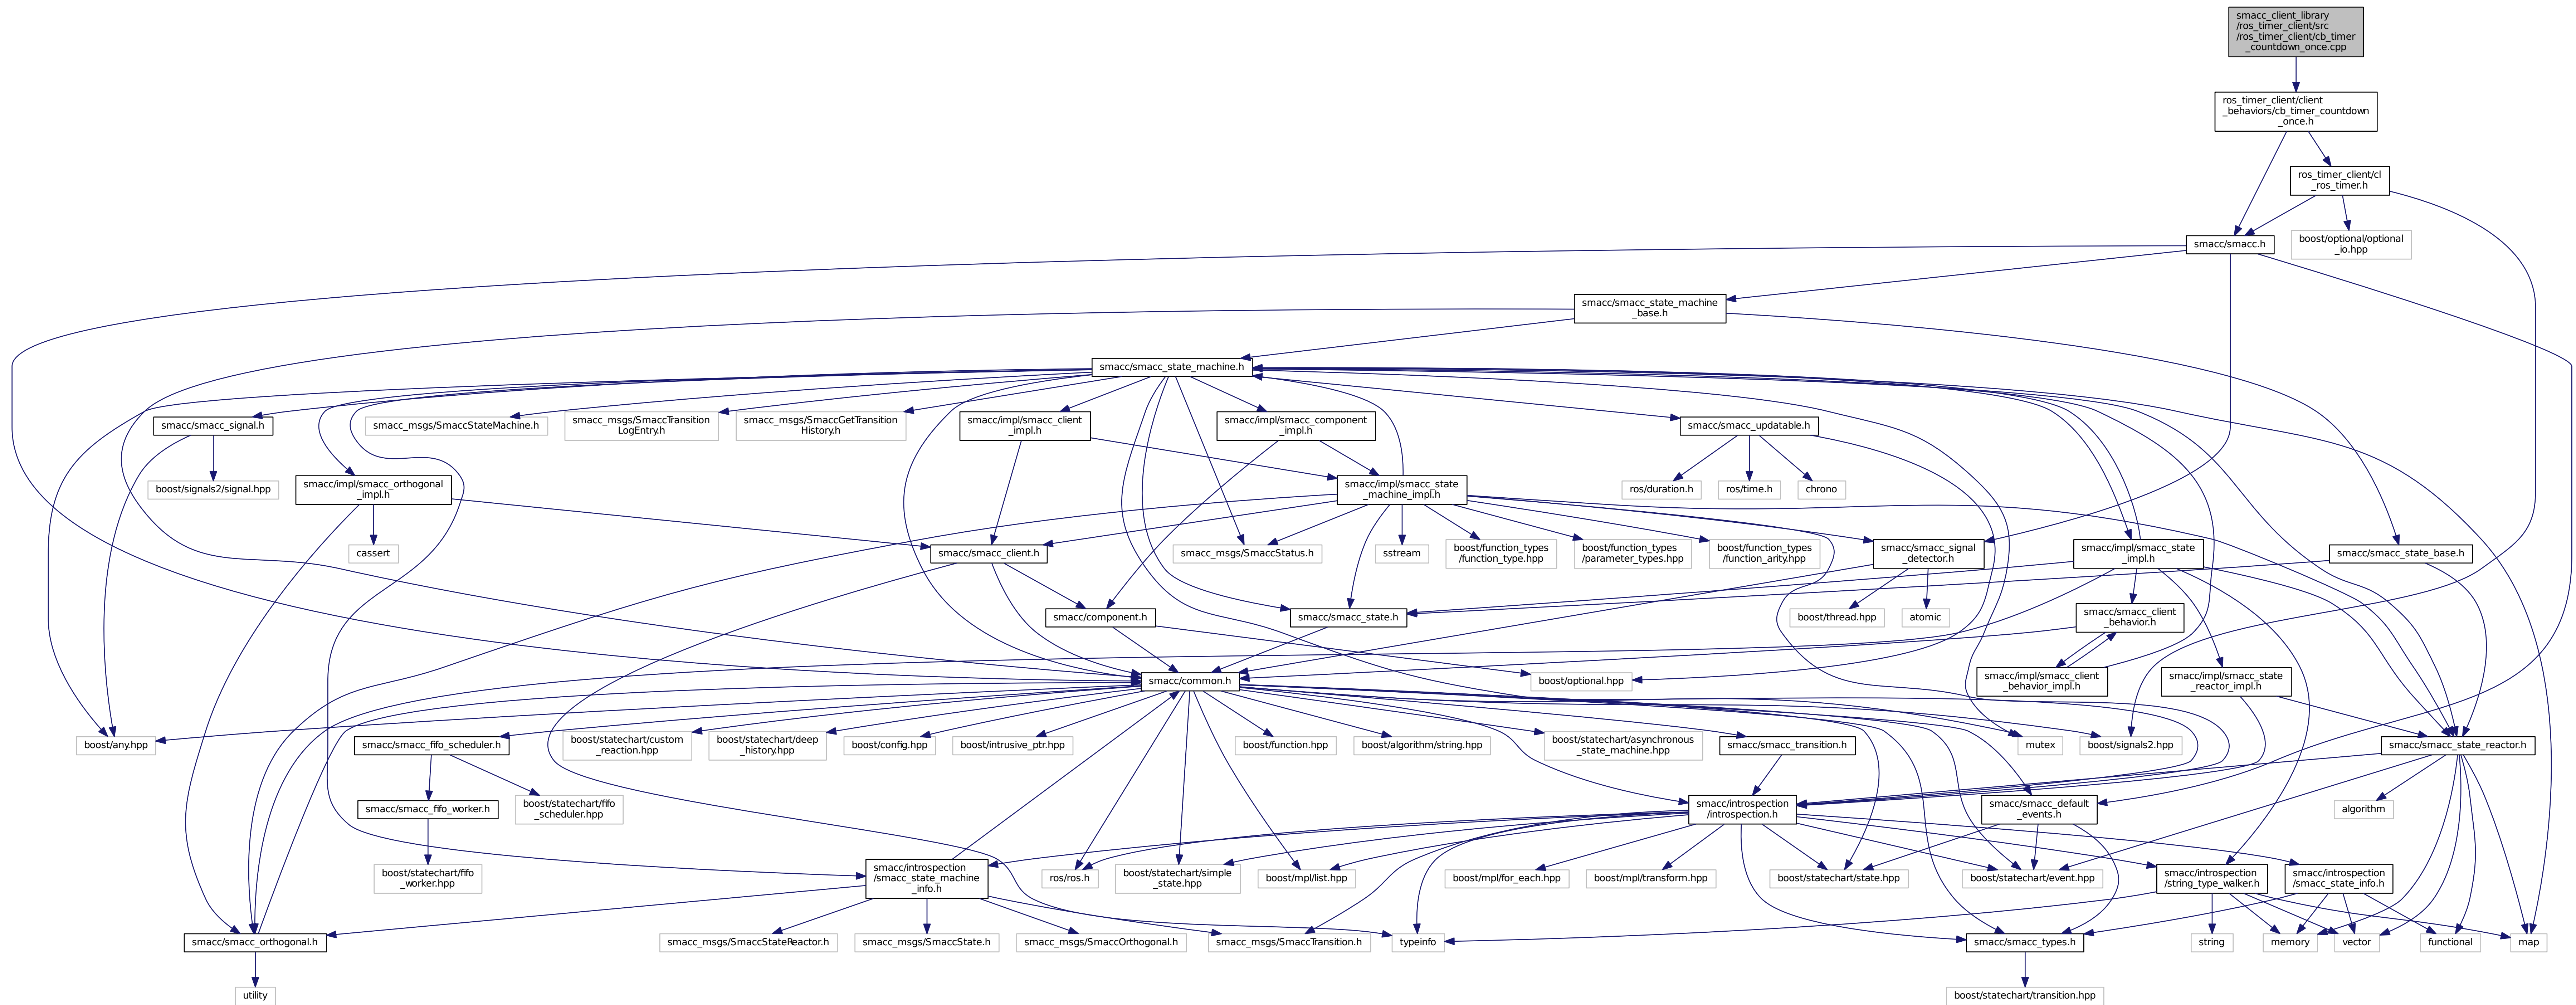 smacc_client_library
/ros_timer_client/src
/ros_timer_client/cb_timer
_countdown_once.cpp
ros_timer_client/client
_behaviors/cb_timer_countdown
_once.h
ros_timer_client/cl
_ros_timer.h
smacc/smacc.h
boost/optional/optional
_io.hpp
smacc/smacc_state_machine
_base.h
smacc/smacc_state_machine.h
smacc/smacc_signal.h
smacc_msgs/SmaccStateMachine.h
smacc_msgs/SmaccTransition
LogEntry.h
smacc_msgs/SmaccGetTransition
History.h
smacc/impl/smacc_client
_impl.h
smacc/impl/smacc_component
_impl.h
smacc/smacc_updatable.h
boost/signals2/signal.hpp
smacc/impl/smacc_orthogonal
_impl.h
smacc/impl/smacc_state
_machine_impl.h
ros/duration.h
ros/time.h
chrono
cassert
smacc/smacc_client.h
smacc_msgs/SmaccStatus.h
sstream
boost/function_types
/function_type.hpp
boost/function_types
/parameter_types.hpp
boost/function_types
/function_arity.hpp
smacc/smacc_signal
_detector.h
smacc/impl/smacc_state
_impl.h
smacc/smacc_state_base.h
smacc/component.h
smacc/smacc_state.h
boost/thread.hpp
atomic
smacc/smacc_client
_behavior.h
smacc/common.h
boost/optional.hpp
smacc/impl/smacc_client
_behavior_impl.h
smacc/impl/smacc_state
_reactor_impl.h
boost/any.hpp
smacc/smacc_fifo_scheduler.h
boost/statechart/custom
_reaction.hpp
boost/statechart/deep
_history.hpp
boost/config.hpp
boost/intrusive_ptr.hpp
boost/function.hpp
boost/algorithm/string.hpp
boost/statechart/asynchronous
_state_machine.hpp
smacc/smacc_transition.h
mutex
boost/signals2.hpp
smacc/smacc_state_reactor.h
smacc/smacc_fifo_worker.h
boost/statechart/fifo
_scheduler.hpp
smacc/introspection
/introspection.h
smacc/smacc_default
_events.h
algorithm
boost/statechart/fifo
_worker.hpp
smacc/introspection
/smacc_state_machine
_info.h
ros/ros.h
boost/statechart/simple
_state.hpp
boost/mpl/list.hpp
boost/mpl/for_each.hpp
boost/mpl/transform.hpp
boost/statechart/state.hpp
boost/statechart/event.hpp
smacc/introspection
/string_type_walker.h
smacc/introspection
/smacc_state_info.h
smacc/smacc_orthogonal.h
smacc_msgs/SmaccStateReactor.h
smacc_msgs/SmaccState.h
smacc_msgs/SmaccOrthogonal.h
smacc_msgs/SmaccTransition.h
typeinfo
smacc/smacc_types.h
string
memory
vector
functional
map
utility
boost/statechart/transition.hpp